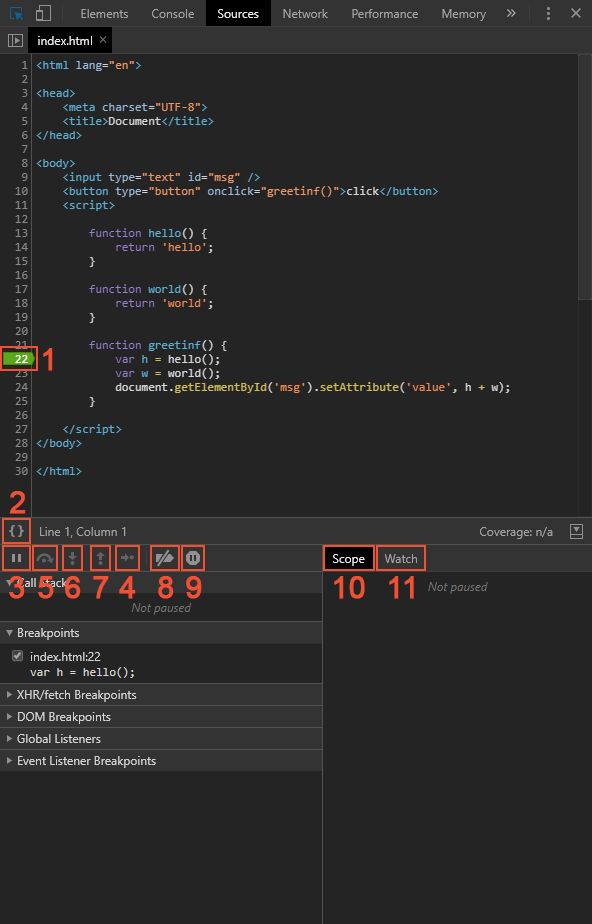 Elements Console Sources Network Performance Memory »
index.html ×
1 <html lang="en">
2
3 <head>
4 <meta charset="UTF-8">
5 <title>Document</title>
6 </head>
7
8 <body>
9 <input type="text" id="msg" />
10 <button type="button" onclick="greetinf()">click</button>
11 <script>
12
13 function hello() {
14 return 'hello';
15 }
16
17 function world() {
18 return 'world';
19 }
20
21 function greetinf() {
22 var h = hello(); 1
23 var w = world();
24 document.getElementById('msg').setAttribute('value', h + w);
25 }
26
27 </script>
28 </body>
29
30 </html>
2
{} Line 1, Column 1 Coverage: n/a
Scope Watch
3 5 6 7 4 8 9 10 11
Call Stack Not paused
Not paused
Breakpoints
index.html:22
var h = hello();
XHR/fetch Breakpoints
DOM Breakpoints
Global Listeners
Event Listener Breakpoints